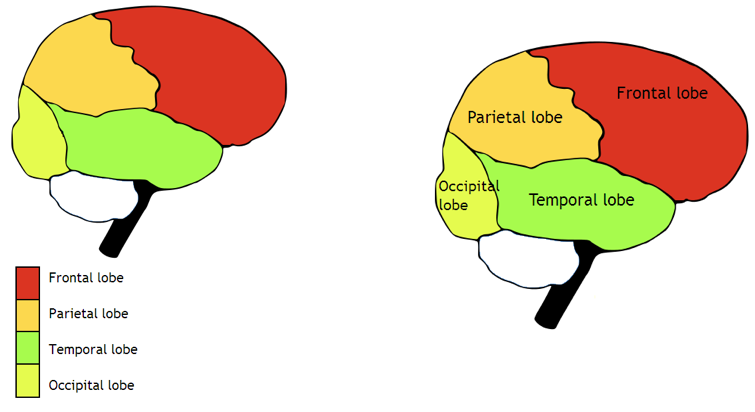 Frontal lobe
Parietal lobe
Temporal lobe
Occipital lobe
Frontal lobe
Parietal lobe
Occipital
lobe
Temporal lobe